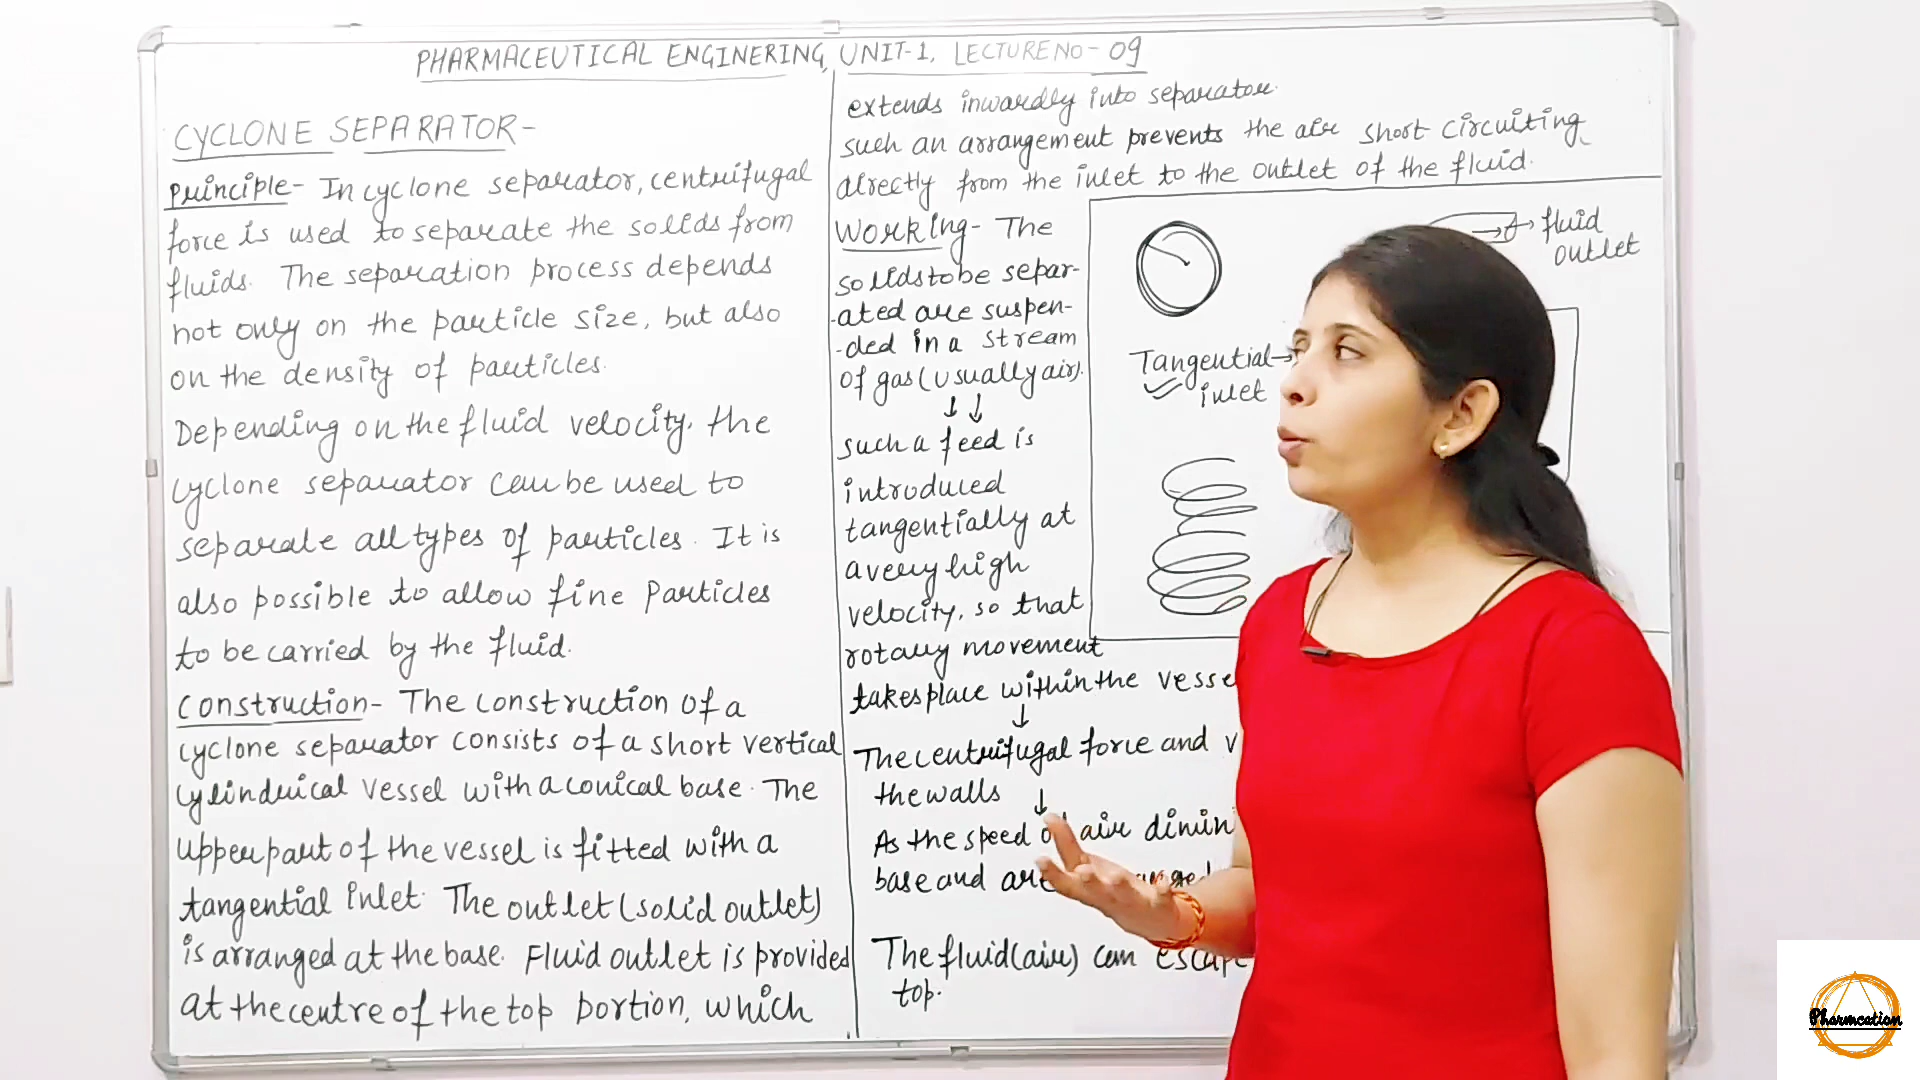 PHARMACEUTICAL ENGINERING, UNIT-1, LECTURE NO - 09
CYCLONE SEPARATOR-
Principle- In cyclone separator, centrifugal
force is used to separate the solids from
fluids. The separation process depends
not only on the particle size, but also
on the density of particles.
Depending on the fluid velocity, the
cyclone separator can be used to
separate all types of particles. It is
also possible to allow fine Particles
to be carried by the fluid.
Construction- The construction of a
cyclone separator consists of a short vertical
cylindrical vessel with a conical base. The
upper part of the vessel is fitted with a
tangential inlet. The outlet (solid outlet)
is arranged at the base. Fluid outlet is provided
at the centre of the top portion, which
extends inwardly into separator.
such an arrangement prevents the air short circuiting
directly from the inlet to the outlet of the fluid.
Working- The
solids to be separ-
-ated are suspen-
-ded in a stream
of gas (usually air).
such a feed is
introduced
tangentially at
a very high
velocity, so that
rotary movement
takes place within the vesse
The centrifugal force and v
the walls
As the speed of air dimin
base and are
The fluid (air) can escape
top.
fluid
outlet
Tangential
inlet
Pharmcation